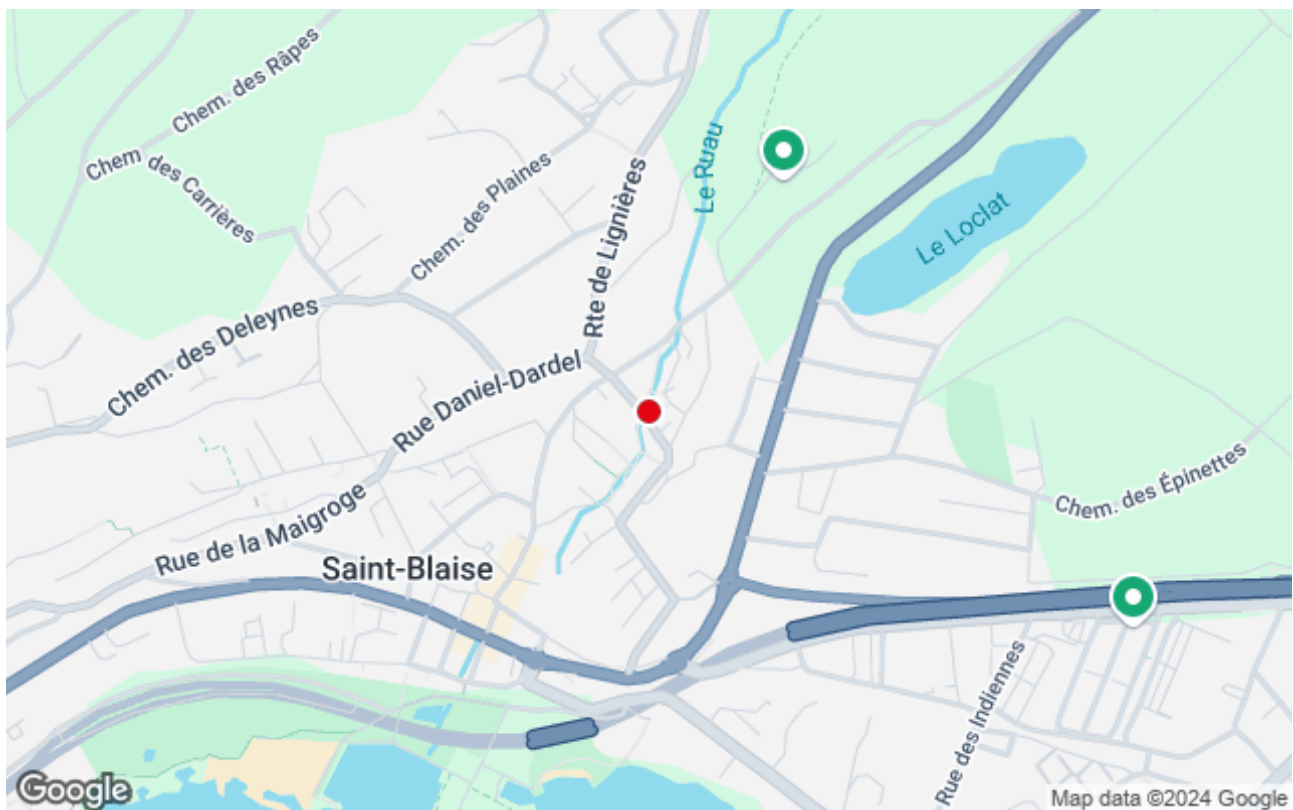 Chem. des Râpes
Chem des Carrières
Chem. des Plaines
Rte de Lignières
Le Ruau
Le Loclat
Chem. des Deleynes
Rue Daniel-Dardel
Rue de la Maigroge
Chem. des Épinettes
Saint-Blaise
Rue des Indiennes
Google
Map data ©2024 Google